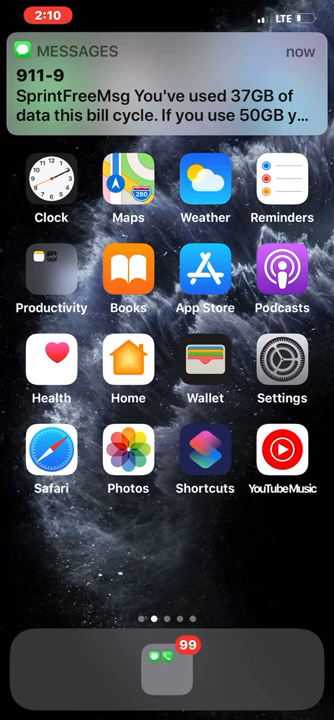 2:10
LTE
MESSAGES
now
911-9
SprintFreeMsg You've used 37GB of
data this bill cycle. If you use 50GB y...
Clock
Maps
Weather
Reminders
280
Productivity
Books
App Store
Podcasts
Health
Home
Wallet
Settings
Safari
Photos
Shortcuts
YouTube Music
99